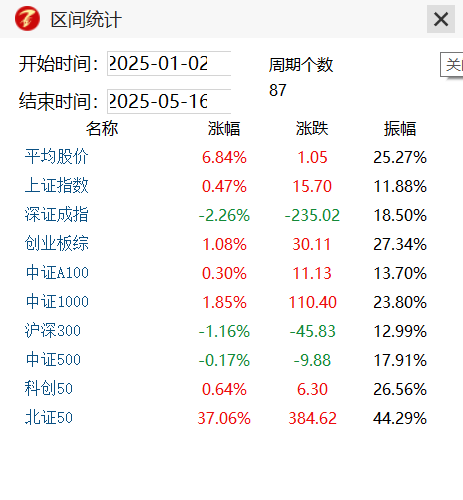 区间统计
开始时间： 2025-01-02 周期个数
关
结束时间： 2025-05-16 87
名称 涨幅 涨跌 振幅
平均股价 6.84% 1.05 25.27%
上证指数 0.47% 15.70 11.88%
深证成指 -2.26% -235.02 18.50%
创业板综 1.08% 30.11 27.34%
中证A100 0.30% 11.13 13.70%
中证1000 1.85% 110.40 23.80%
沪深300 -1.16% -45.83 12.99%
中证500 -0.17% -9.88 17.91%
科创50 0.64% 6.30 26.56%
北证50 37.06% 384.62 44.29%